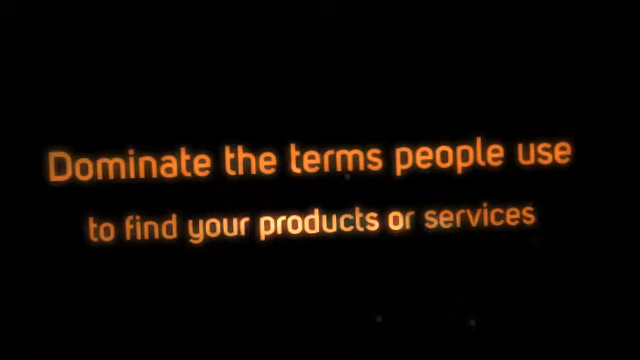 Dominate the terms people use
to find your products or services